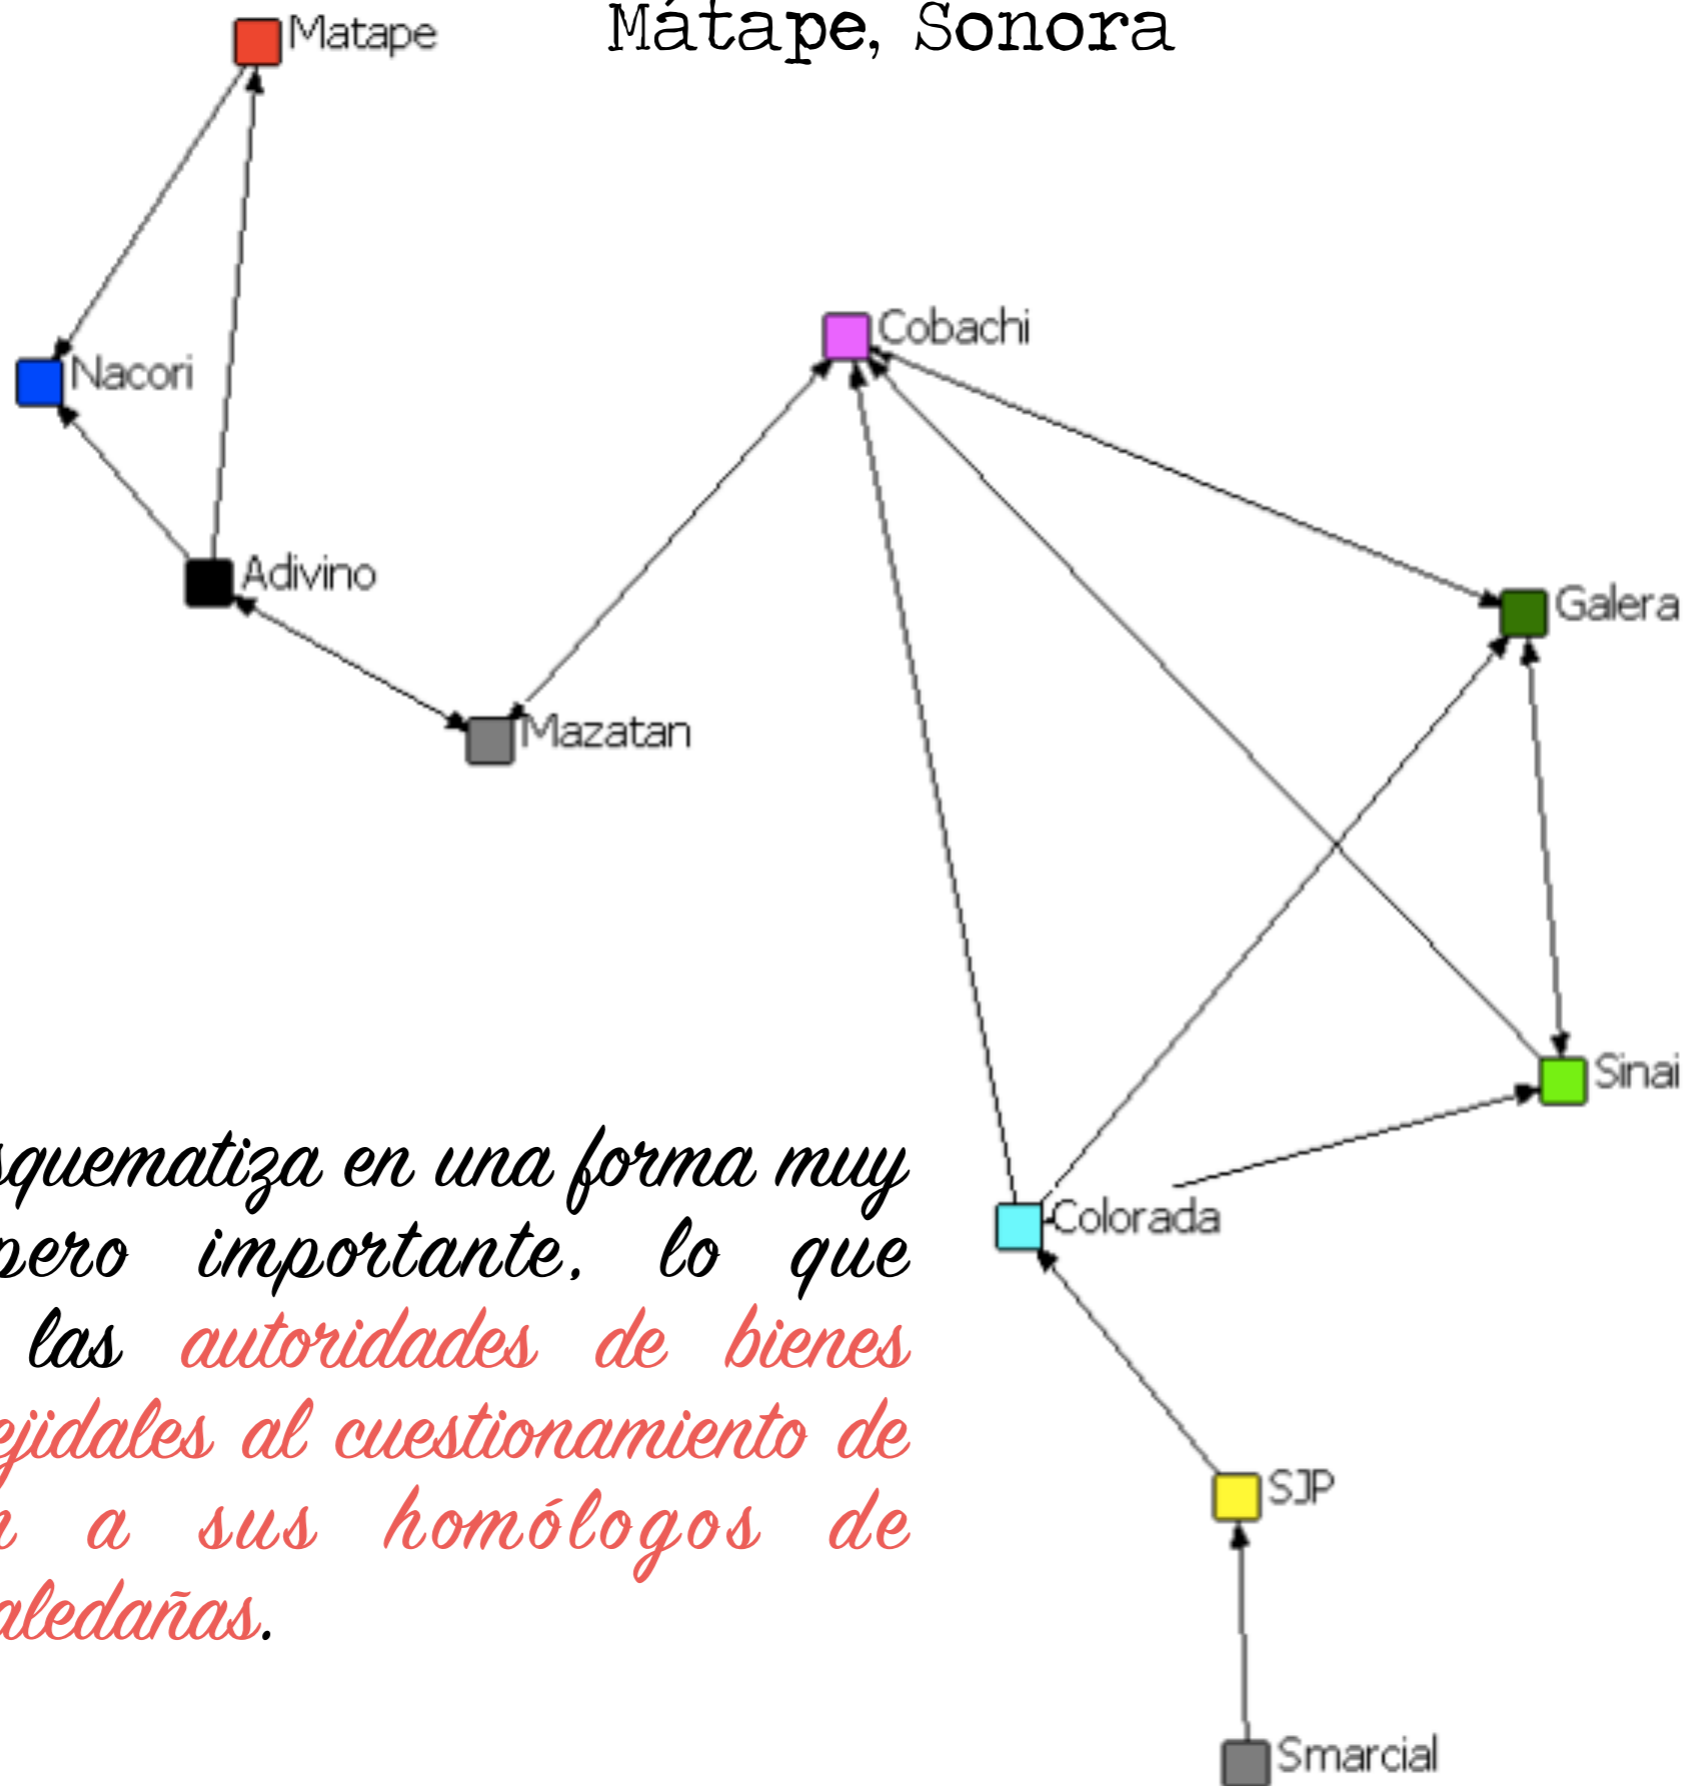 Mátape, Sonora
Matape
Cobachi
Nacori
Adivino
Galera
Mazatan
Sinai
Colorada
SJP
Smarcial
squematiza en una forma muy
pero importante, lo que
las autoridades de bienes
ejidales al cuestionamiento de
a sus homólogos de
aledañas.